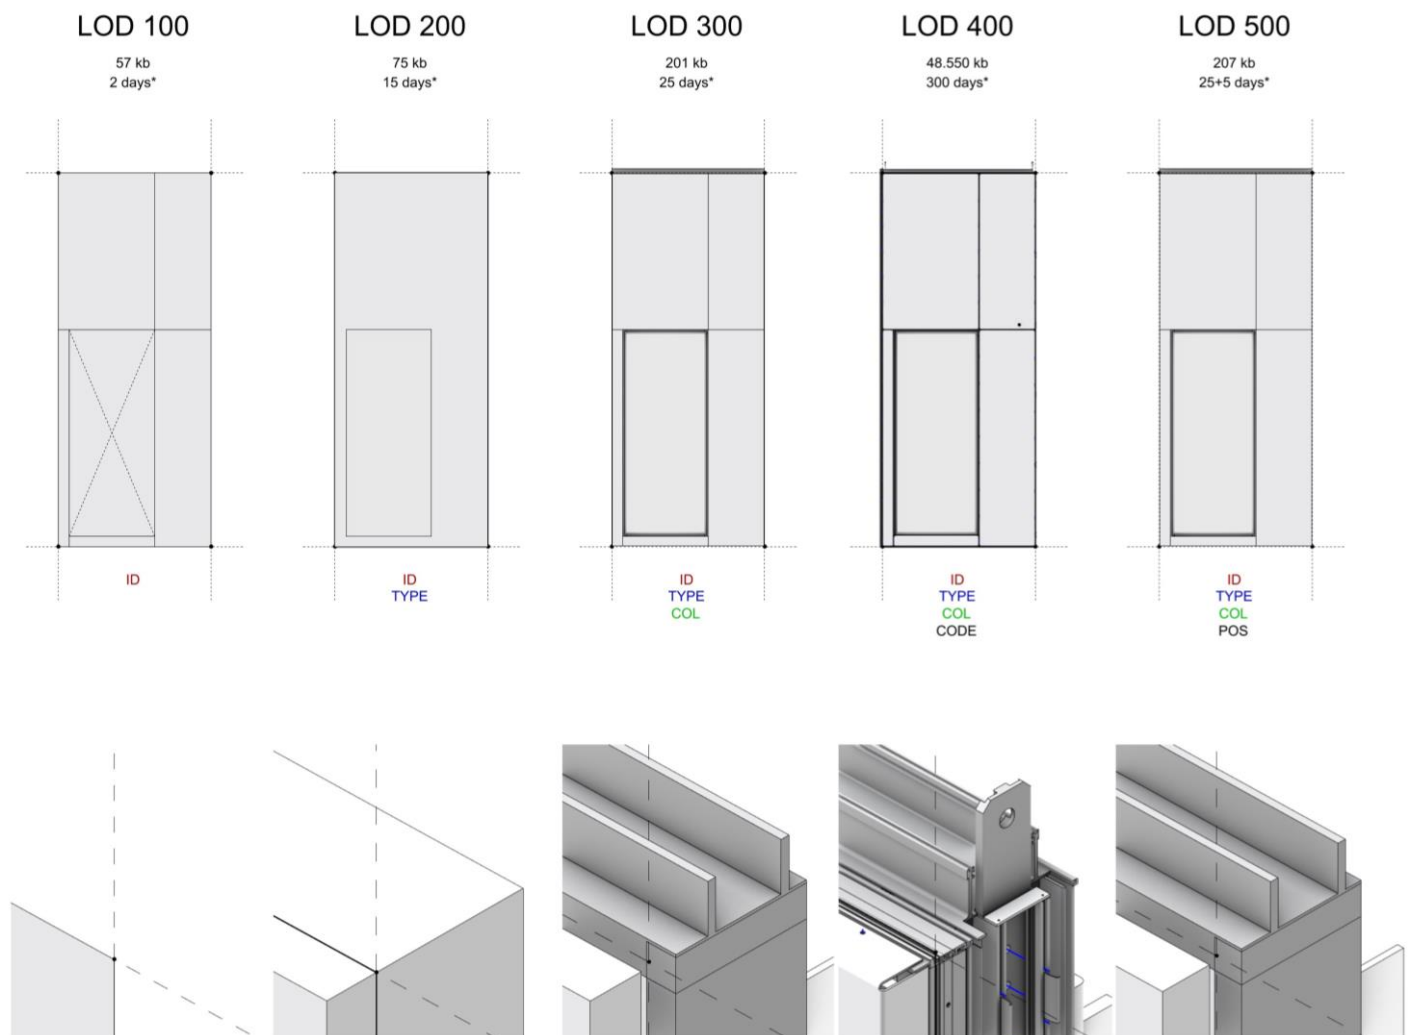 LOD 100
57 kb
2 days*
ID
LOD 200
75 kb
15 days*
ID
TYPE
LOD 300
201 kb
25 days*
ID
TYPE
COL
LOD 400
48.550 kb
300 days*
ID
TYPE
COL
CODE
LOD 500
207 kb
25+5 days*
ID
TYPE
COL
POS